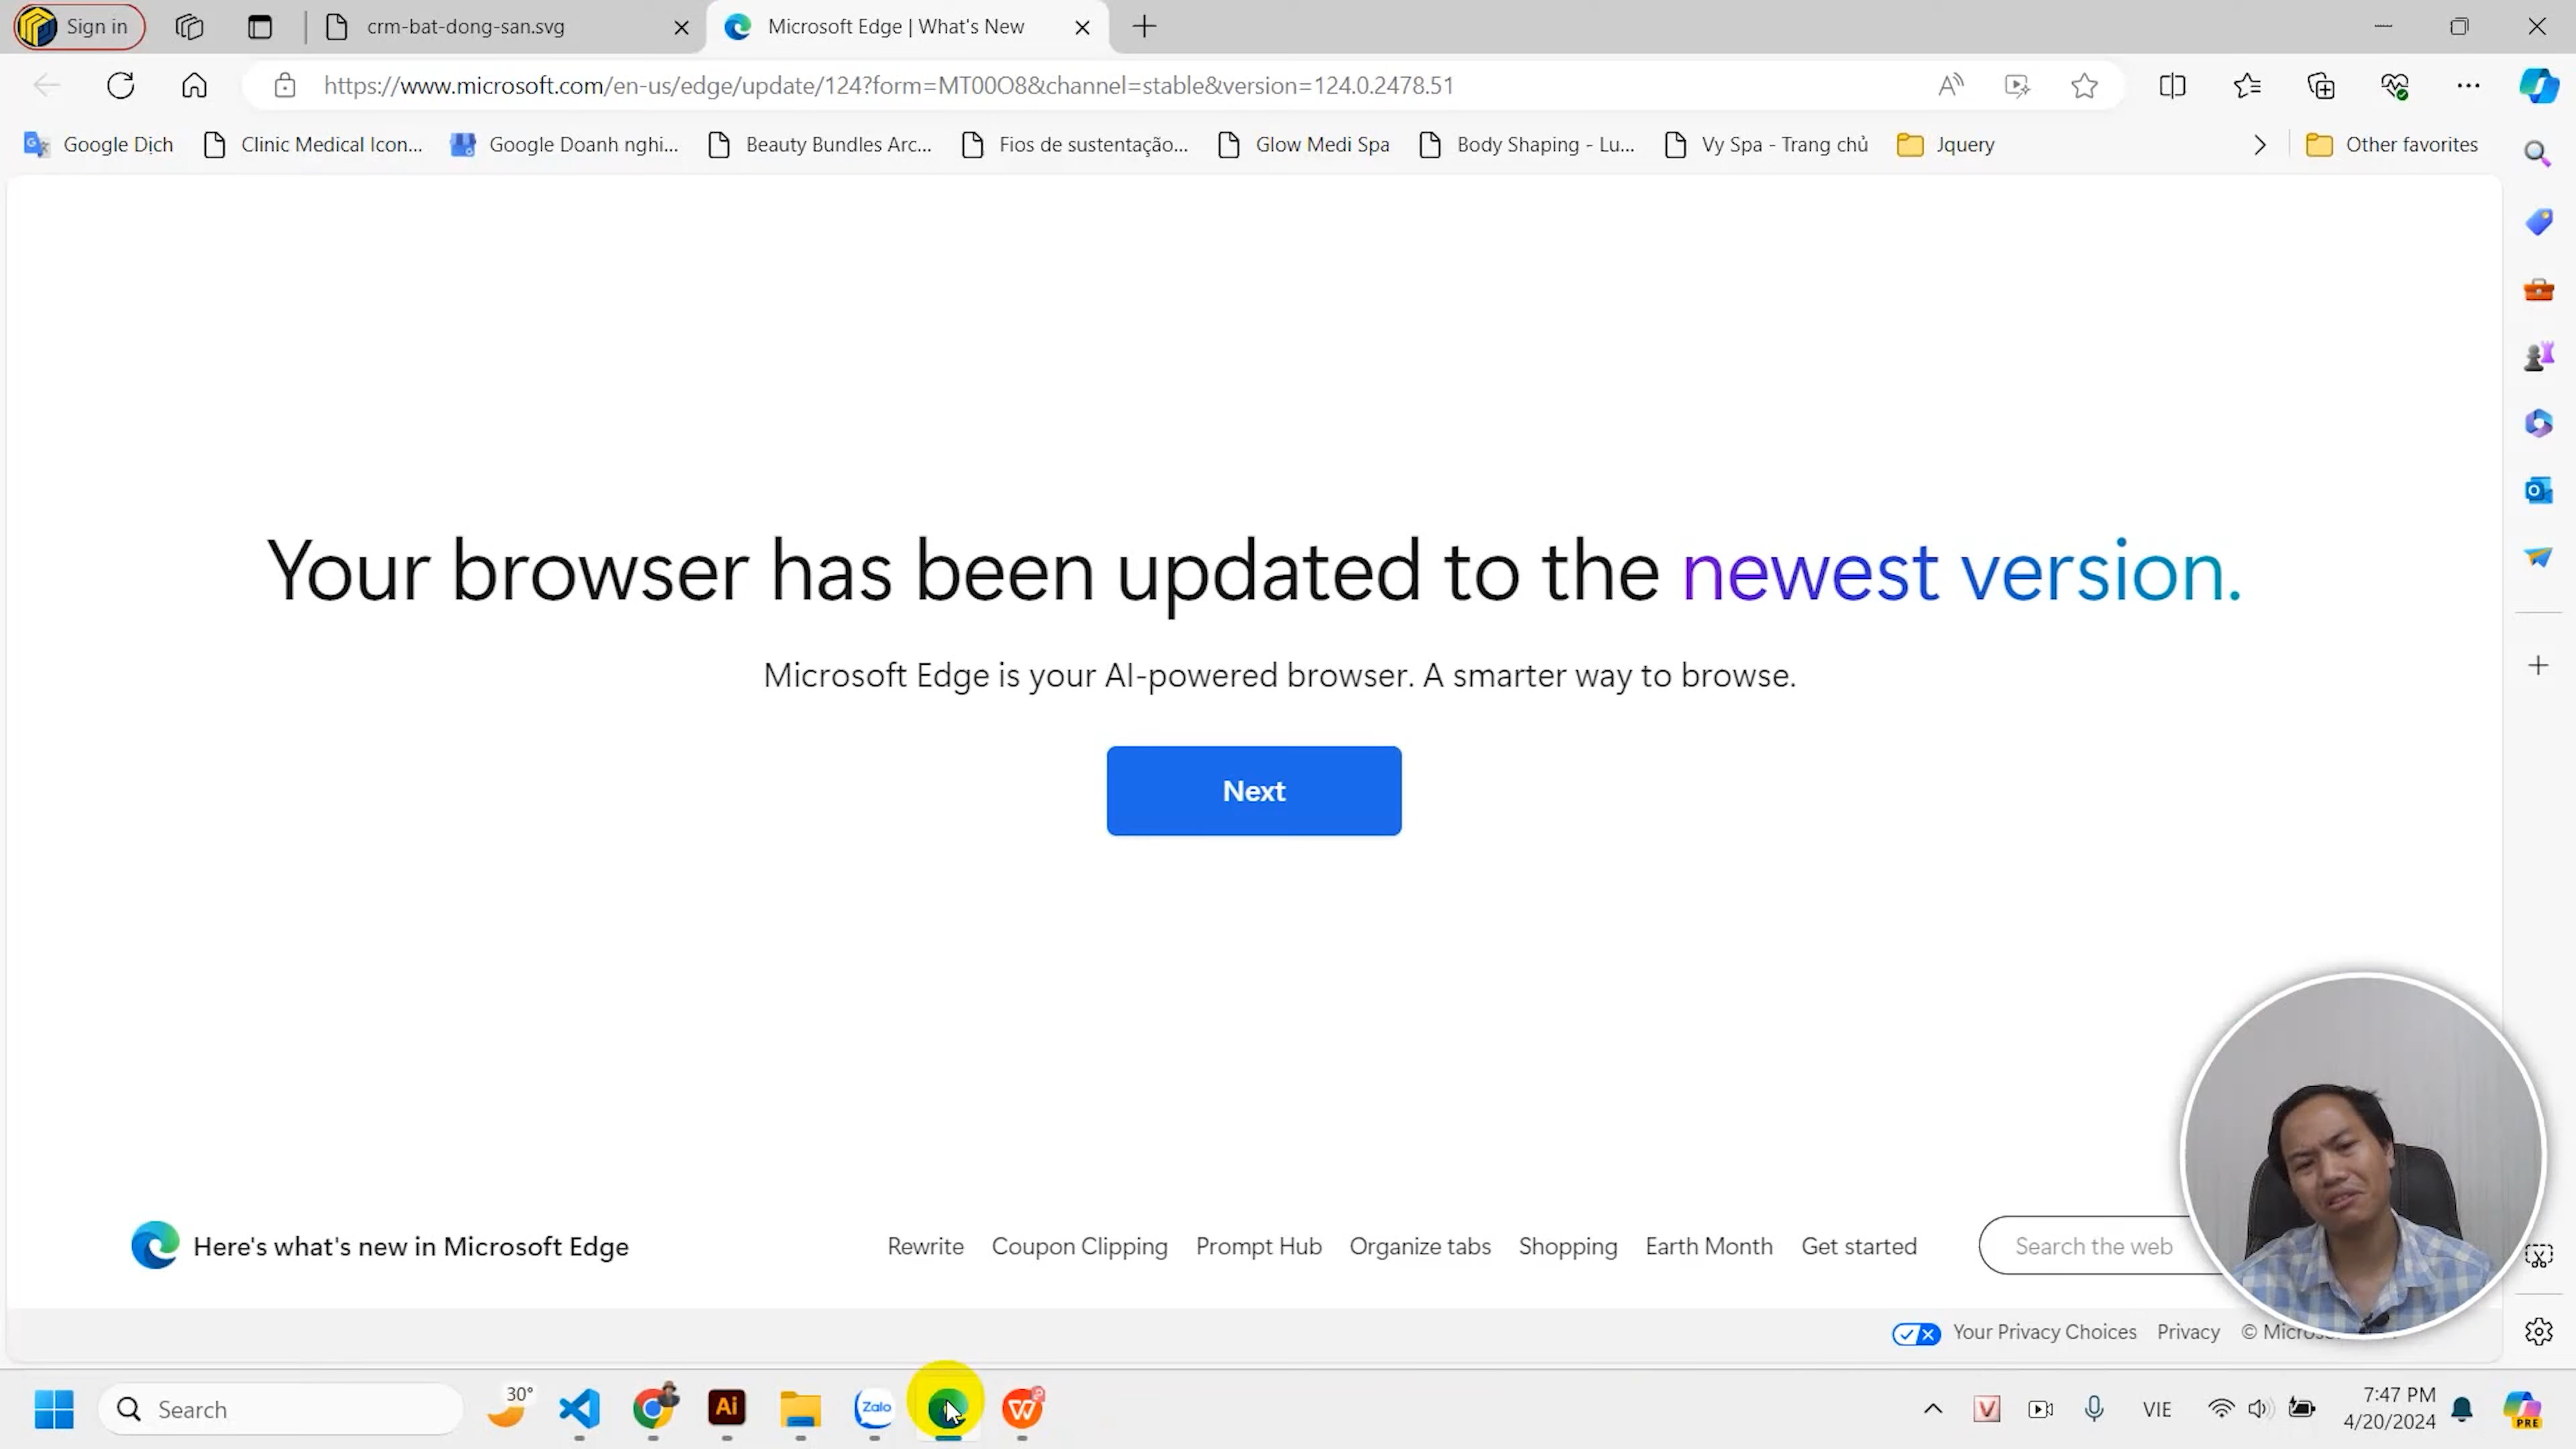 Sign in
crm-bat-dong-san.svg
Microsoft Edge | What's New
https://www.microsoft.com/en-us/edge/update/124?form=MT00O8&channel=stable&version=124.0.2478.51
Google Dịch
Clinic Medical Icon...
Google Doanh nghi...
Beauty Bundles Arc...
Fios de sustentação...
Glow Medi Spa
Body Shaping - Lu...
Vy Spa - Trang chủ
Jquery
Other favorites
Your browser has been updated to the newest version.
Microsoft Edge is your AI-powered browser. A smarter way to browse.
Next
Here's what's new in Microsoft Edge
Rewrite
Coupon Clipping
Prompt Hub
Organize tabs
Shopping
Earth Month
Get started
Search the web
Your Privacy Choices
Privacy
©
Search
30°
Ai
Zalo
VIE
7:47 PM
4/20/2024
PRE